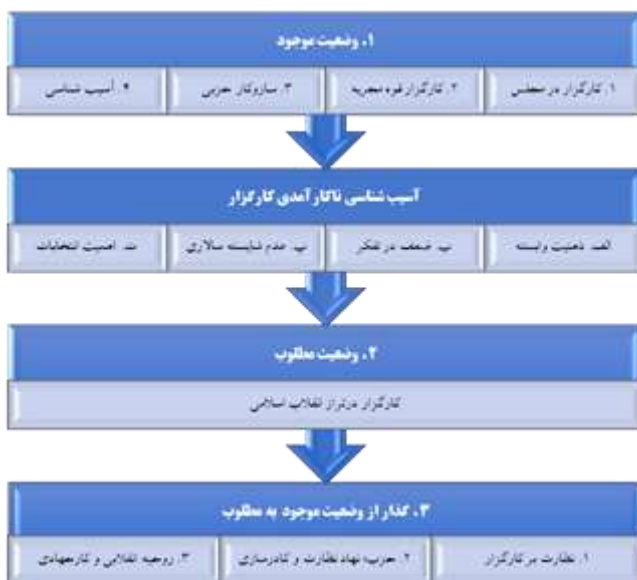 ۱. وضعیت موجود
۱. کارگزار در مجلس ۲. کارگزار قوه مجریه ۳. سازوکار حزبی ۴. آسیب شناسی
آسیب شناسی ناکارآمدی کارگزار
الف. ذهنیت وابسته ب. ضعف در تفکر پ. عدم شایسته سالاری ت. اهمیت انتخابات
۲. وضعیت مطلوب
کارگزار درتراز انقلاب اسلامی
۳. گذار از وضعیت موجود به مطلوب
۱. نظارت بر کارگزار ۲. حزب، نهاد نظارت و کادرسازی ۳. روحیه انقلابی و کارجهادی